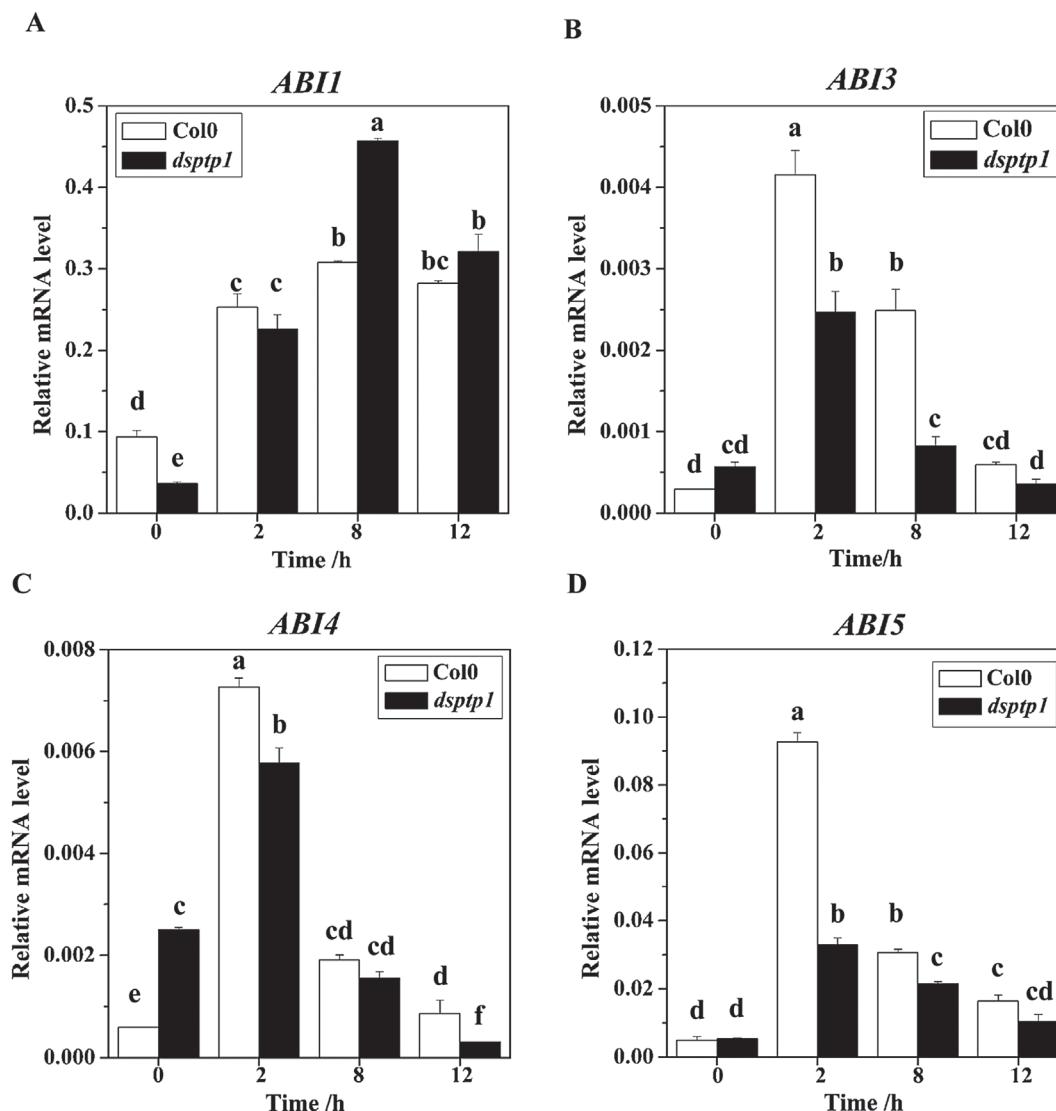 A
ABI1
Relative mRNA level
0.5
0.4
0.3
0.2
0.1
0.0
Col0
dsptp1
d
e
c
c
b
a
bc
b
0
2
8
12
Time /h
B
ABI3
Relative mRNA level
0.005
0.004
0.003
0.002
0.001
0.000
Col0
dsptp1
d
cd
a
b
b
c
cd
d
0
2
8
12
Time/h
C
ABI4
Relative mRNA level
0.008
0.006
0.004
0.002
0.000
Col0
dsptp1
e
c
a
b
cd
cd
d
f
0
2
8
12
Time /h
D
ABI5
Relative mRNA level
0.12
0.10
0.08
0.06
0.04
0.02
0.00
Col0
dsptp1
d
d
a
b
b
c
c
cd
0
2
8
12
Time /h